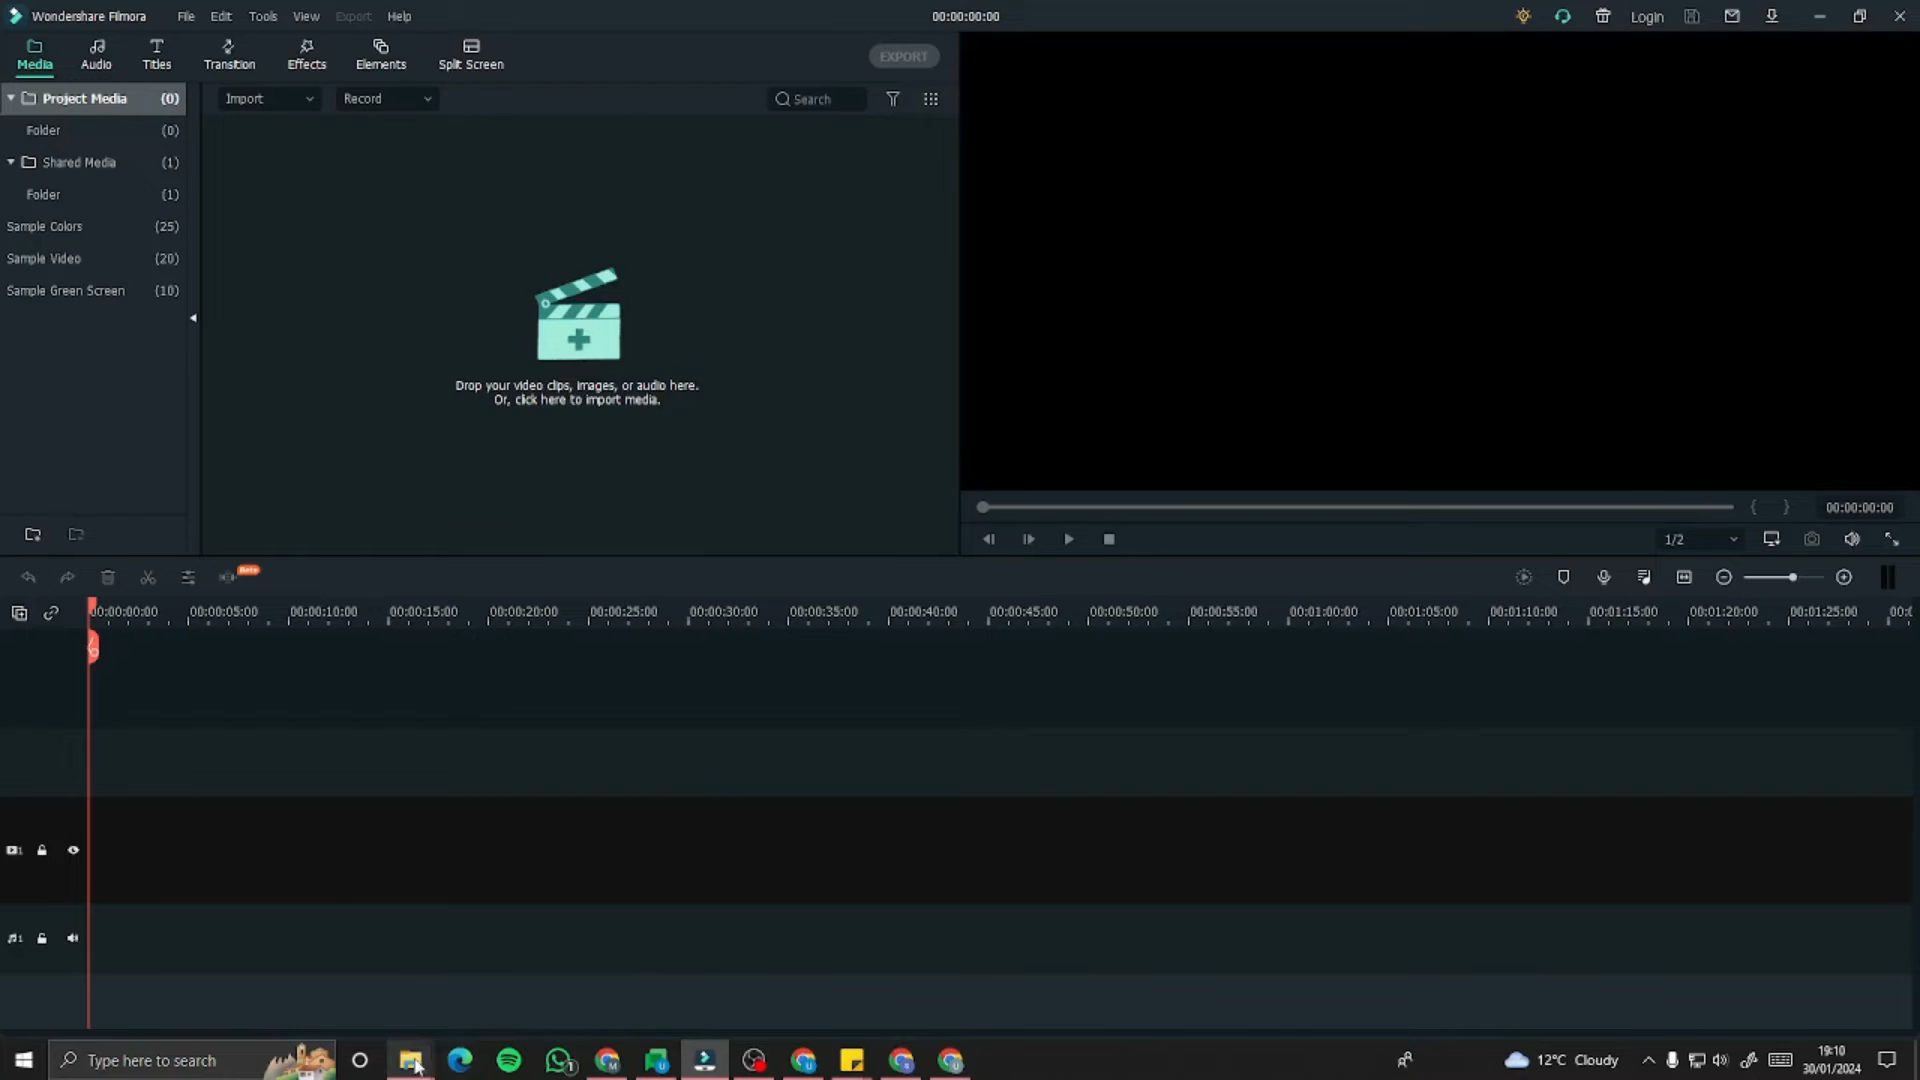 Wondershare Filmora File Edit Tools View Export Help 00:00:00:00 Login
Media Audio Titles Transition Effects Elements Split Screen EXPORT
Project Media (0) Import Record Search
Folder (0)
Shared Media (1)
Folder (1)
Sample Colors (25)
Sample Video (20)
Sample Green Screen (10)
Drop your video clips, images, or audio here.
Or, click here to import media.
{ } 00:00:00:00
1/2
Beta
00:00:00:00 00:00:05:00 00:00:10:00 00:00:15:00 00:00:20:00 00:00:25:00 00:00:30:00 00:00:35:00 00:00:40:00 00:00:45:00 00:00:50:00 00:00:55:00 00:01:00:00 00:01:05:00 00:01:10:00 00:01:15:00 00:01:20:00 00:01:25:00
1
1
Type here to search 12°C Cloudy 19:10
30/01/2024